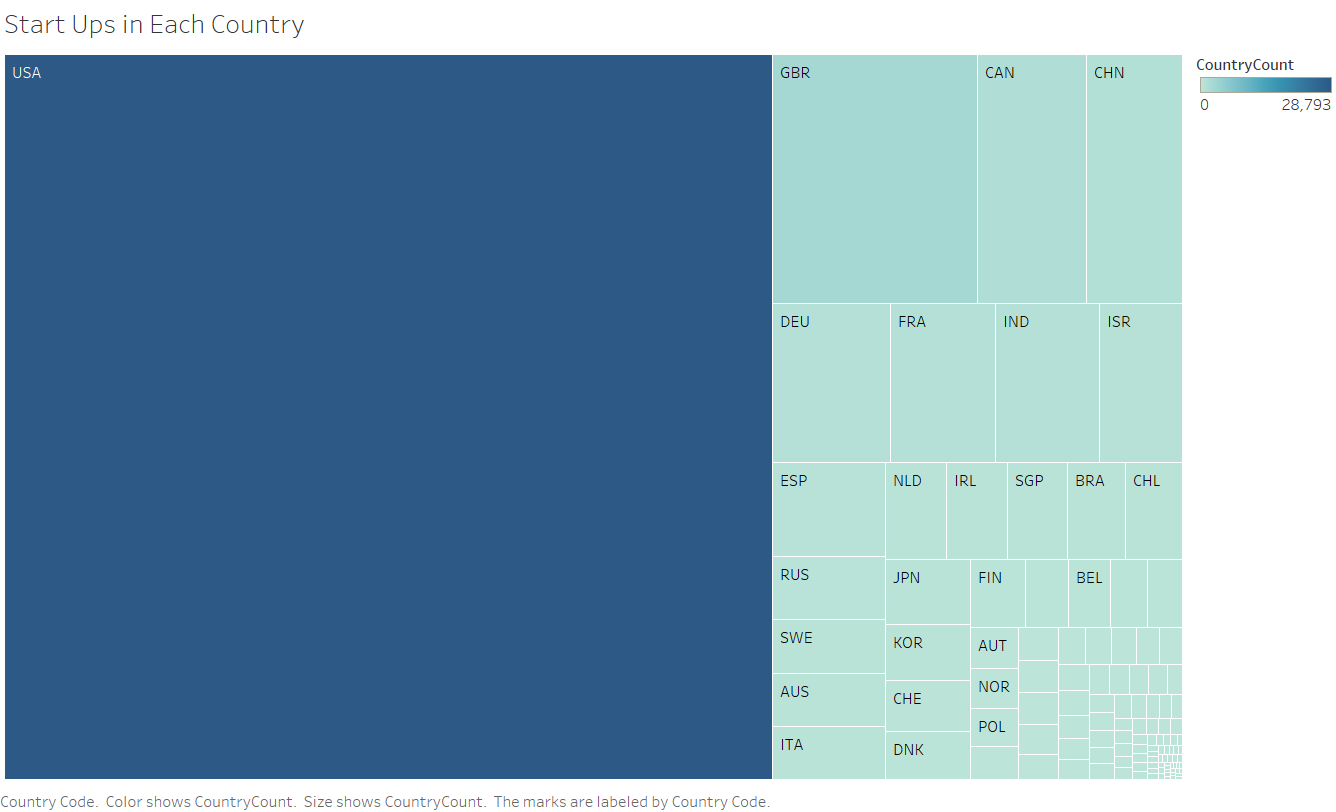 Start Ups in Each Country
USA
GBR
CAN
CHN
CountryCount
0
28,793
DEU
FRA
IND
ISR
ESP
NLD
IRL
SGP
BRA
CHL
RUS
JPN
FIN
BEL
SWE
KOR
AUT
AUS
CHE
NOR
POL
ITA
DNK
Country Code.  Color shows CountryCount.  Size shows CountryCount.  The marks are labeled by Country Code.